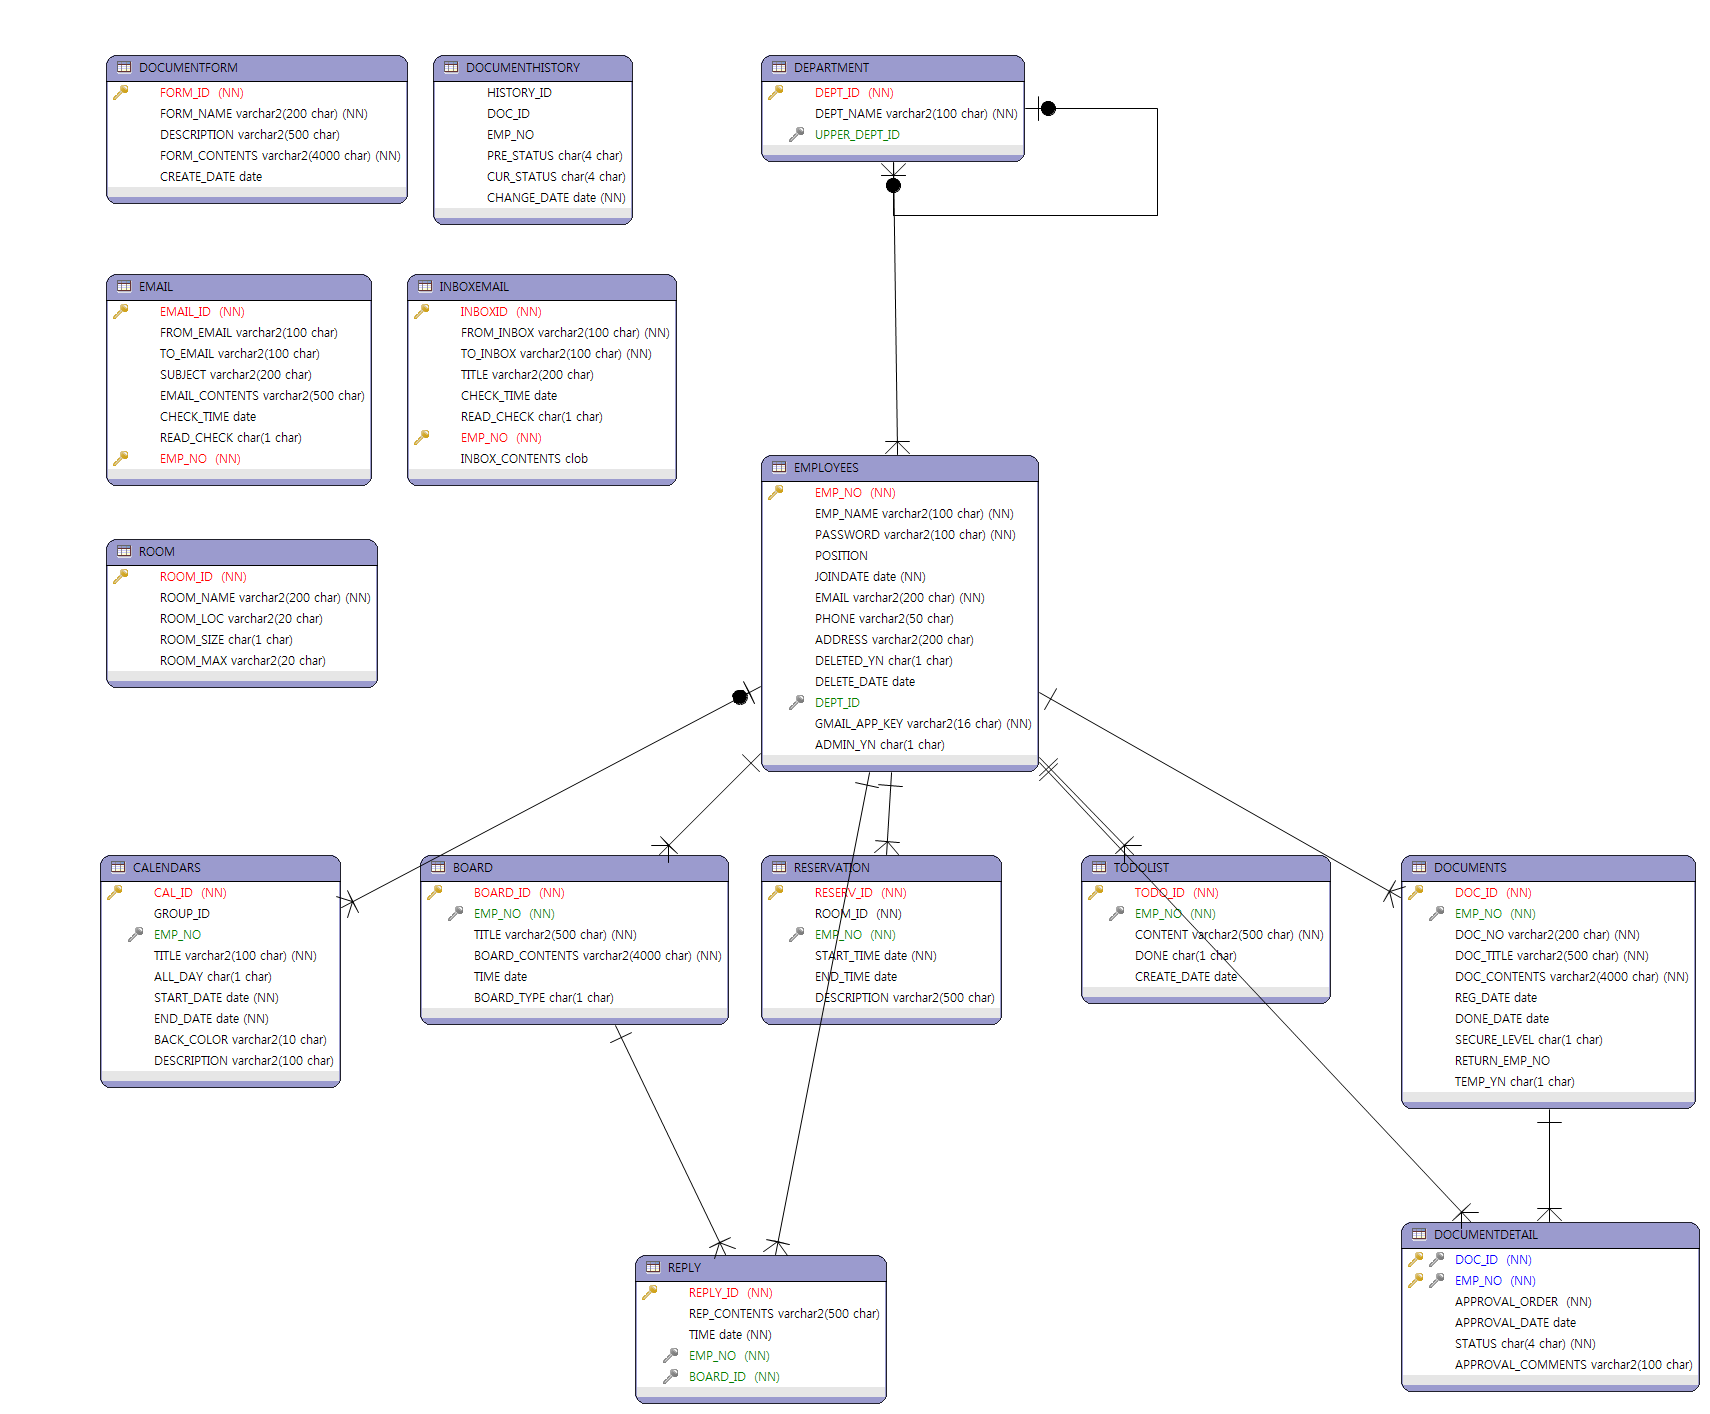 DOCUMENTFORM
FORM_ID (NN)
FORM_NAME varchar2(200 char) (NN)
DESCRIPTION varchar2(500 char)
FORM_CONTENTS varchar2(4000 char) (NN)
CREATE_DATE date
DOCUMENTHISTORY
HISTORY_ID
DOC_ID
EMP_NO
PRE_STATUS char(4 char)
CUR_STATUS char(4 char)
CHANGE_DATE date (NN)
DEPARTMENT
DEPT_ID (NN)
DEPT_NAME varchar2(100 char) (NN)
UPPER_DEPT_ID
EMAIL
EMAIL_ID (NN)
FROM_EMAIL varchar2(100 char)
TO_EMAIL varchar2(100 char)
SUBJECT varchar2(200 char)
EMAIL_CONTENTS varchar2(500 char)
CHECK_TIME date
READ_CHECK char(1 char)
EMP_NO (NN)
INBOXEMAIL
INBOXID (NN)
FROM_INBOX varchar2(100 char) (NN)
TO_INBOX varchar2(100 char) (NN)
TITLE varchar2(200 char)
CHECK_TIME date
READ_CHECK char(1 char)
EMP_NO (NN)
INBOX_CONTENTS clob
EMPLOYEES
EMP_NO (NN)
EMP_NAME varchar2(100 char) (NN)
PASSWORD varchar2(100 char) (NN)
POSITION
JOINDATE date (NN)
EMAIL varchar2(200 char) (NN)
PHONE varchar2(50 char)
ADDRESS varchar2(200 char)
DELETED_YN char(1 char)
DELETE_DATE date
DEPT_ID
GMAIL_APP_KEY varchar2(16 char) (NN)
ADMIN_YN char(1 char)
ROOM
ROOM_ID (NN)
ROOM_NAME varchar2(200 char) (NN)
ROOM_LOC varchar2(20 char)
ROOM_SIZE char(1 char)
ROOM_MAX varchar2(20 char)
CALENDARS
CAL_ID (NN)
GROUP_ID
EMP_NO
TITLE varchar2(100 char) (NN)
ALL_DAY char(1 char)
START_DATE date (NN)
END_DATE date (NN)
BACK_COLOR varchar2(10 char)
DESCRIPTION varchar2(100 char)
BOARD
BOARD_ID (NN)
EMP_NO (NN)
TITLE varchar2(500 char) (NN)
BOARD_CONTENTS varchar2(4000 char) (NN)
TIME date
BOARD_TYPE char(1 char)
RESERVATION
RESERV_ID (NN)
ROOM_ID (NN)
EMP_NO (NN)
START_TIME date (NN)
END_TIME date
DESCRIPTION varchar2(500 char)
TODOLIST
TODO_ID (NN)
EMP_NO (NN)
CONTENT varchar2(500 char) (NN)
DONE char(1 char)
CREATE_DATE date
DOCUMENTS
DOC_ID (NN)
EMP_NO (NN)
DOC_NO varchar2(200 char) (NN)
DOC_TITLE varchar2(500 char) (NN)
DOC_CONTENTS varchar2(4000 char) (NN)
REG_DATE date
DONE_DATE date
SECURE_LEVEL char(1 char)
RETURN_EMP_NO
TEMP_YN char(1 char)
REPLY
REPLY_ID (NN)
REP_CONTENTS varchar2(500 char)
TIME date (NN)
EMP_NO (NN)
BOARD_ID (NN)
DOCUMENTDETAIL
DOC_ID (NN)
EMP_NO (NN)
APPROVAL_ORDER (NN)
APPROVAL_DATE date
STATUS char(4 char) (NN)
APPROVAL_COMMENTS varchar2(100 char)